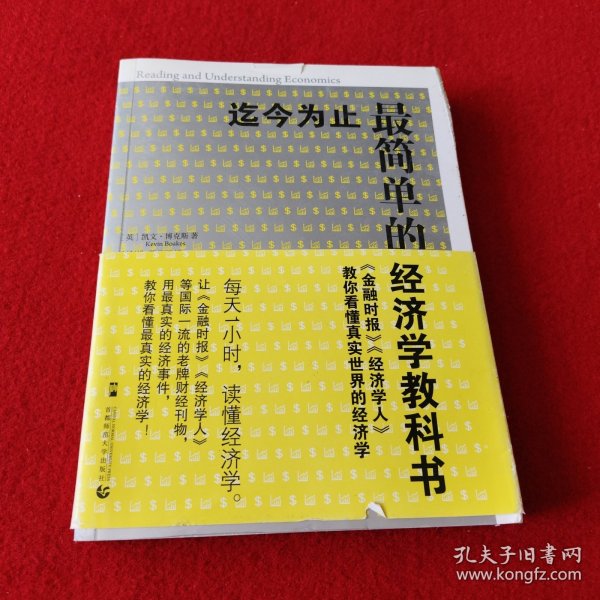 Reading and Understanding Economics
迄今为止
最简单的
经济学教科书
英 凯文·博克斯 著
Kevin Boakes
《金融时报》《经济学人》
教你看懂真实世界的经济学
每天1小时，读懂经济学。
让《金融时报》《经济学人》
等国际一流的老牌财经刊物，
用最真实的经济事件，
教你看懂最真实的经济学！
首都师范大学出版社
孔夫子旧书网
www.kongfz.com